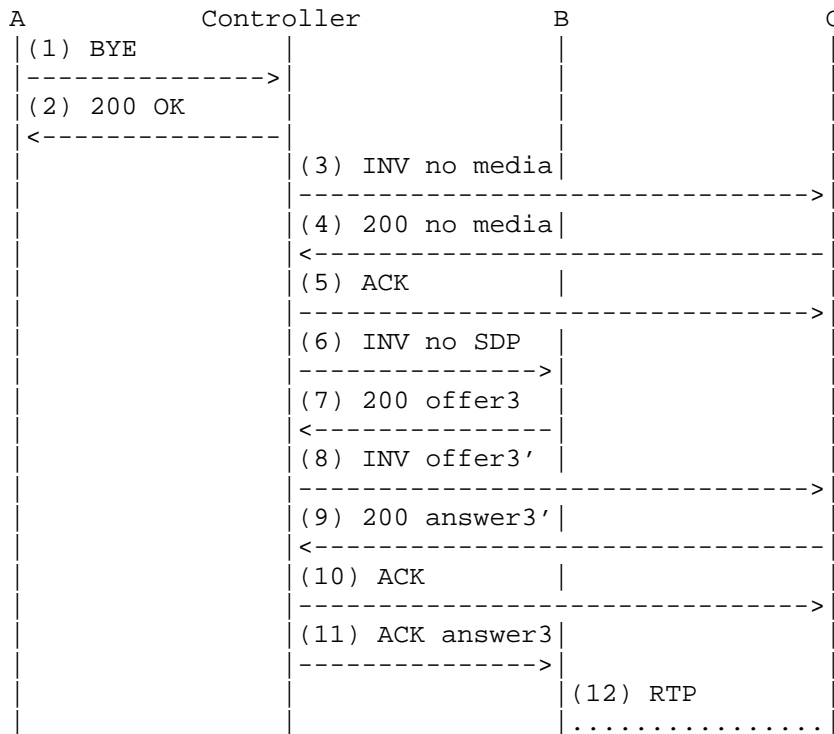 A Controller B C
(1) BYE
(2) 200 OK
(3) INV no media
(4) 200 no media
(5) ACK
(6) INV no SDP
(7) 200 offer3
(8) INV offer3'
(9) 200 answer3'
(10) ACK
(11) ACK answer3
(12) RTP